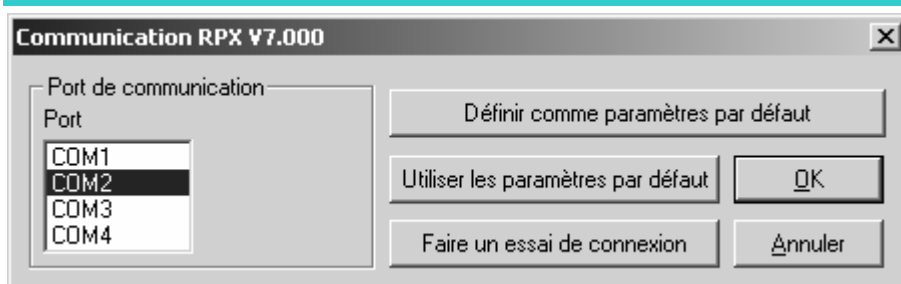 Communication RPX V7.000
Port de communication
Port
COM1
COM2
COM3
COM4
Définir comme paramètres par défaut
Utiliser les paramètres par défaut
OK
Faire un essai de connexion
Annuler